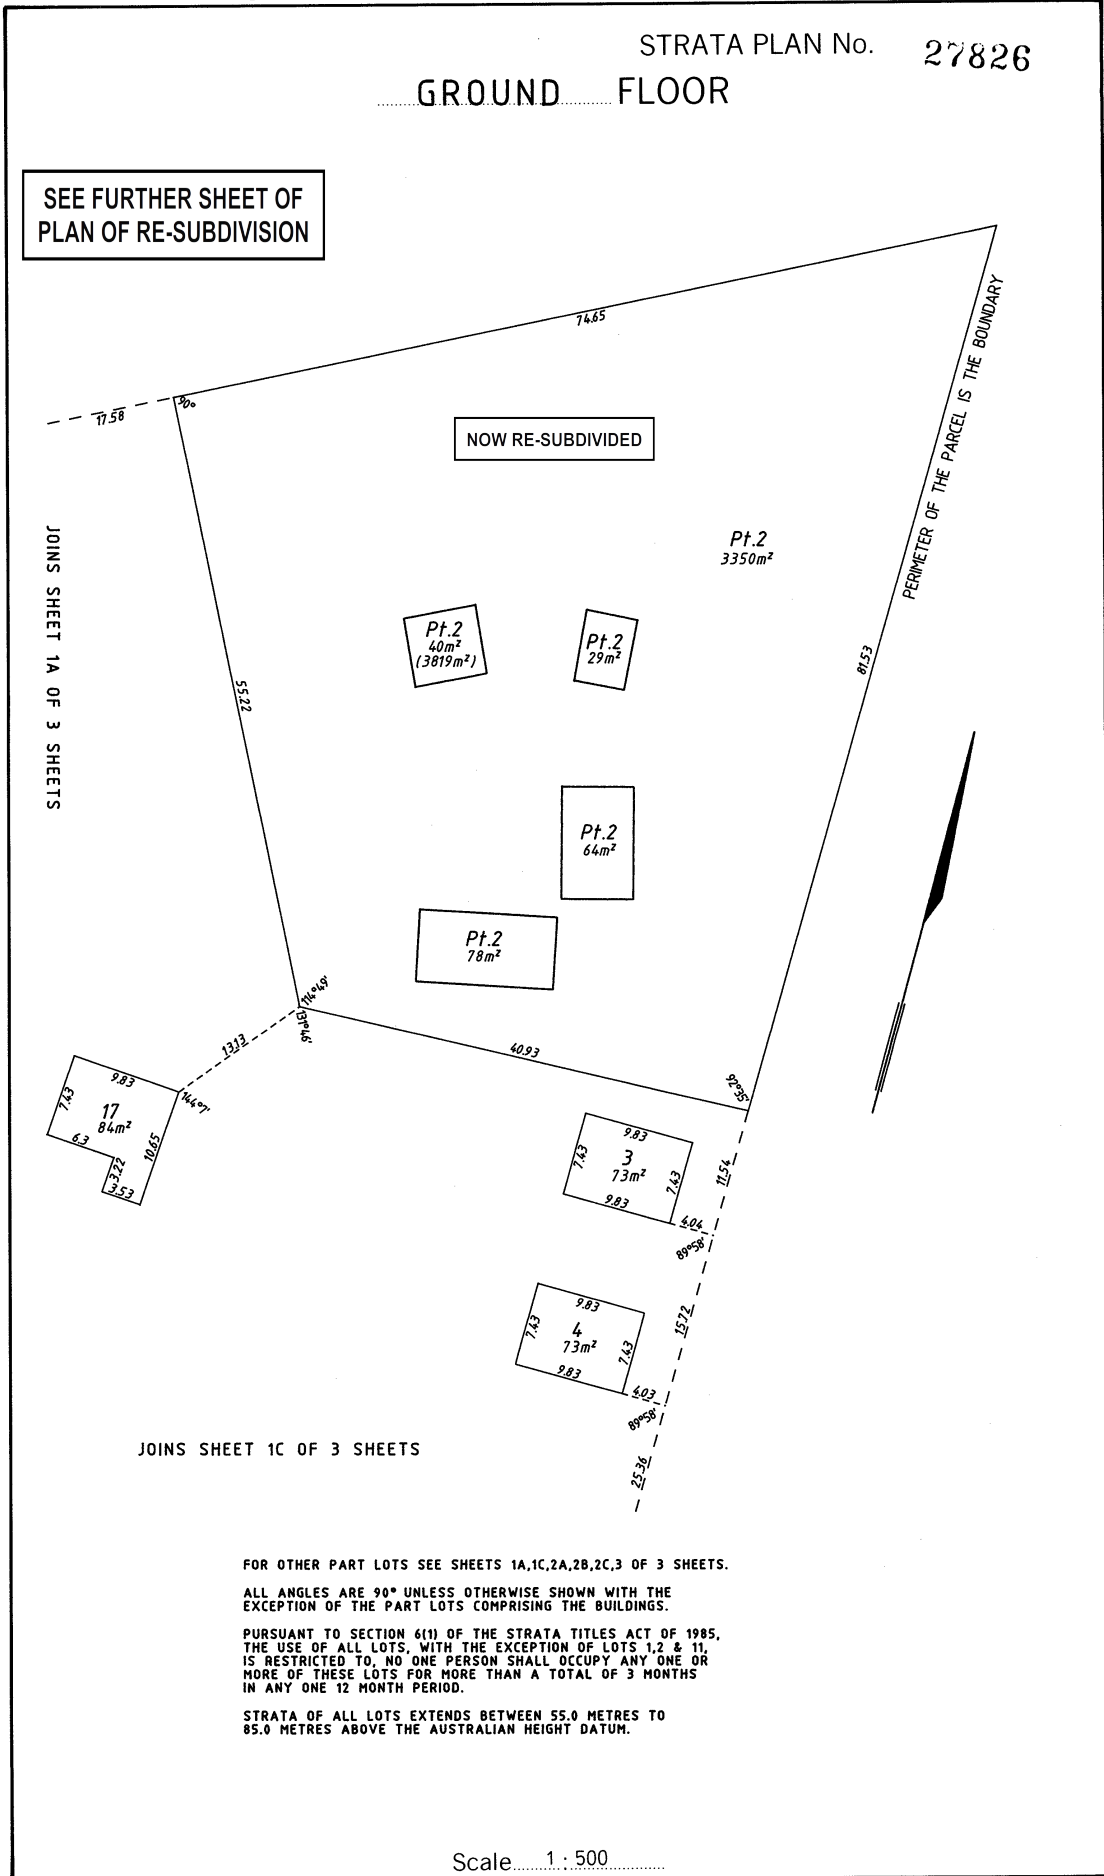 STRATA PLAN No. 27826
GROUND FLOOR
SEE FURTHER SHEET OF
PLAN OF RE-SUBDIVISION
74.65
17.58
90°
PERIMETER OF THE PARCEL IS THE BOUNDARY
NOW RE-SUBDIVIDED
JOINS SHEET 1A OF 3 SHEETS
Pt.2
3350m²
Pt.2
40m²
(3819m²)
Pt.2
29m²
81.53
55.22
Pt.2
64m²
Pt.2
78m²
114°49'
131°46'
13.13
40.93
92°35'
9.83
7.43
17
84m²
144°7'
6.3
10.65
3.22
3.53
9.83
7.43
3
73m²
7.43
9.83
11.54
4.04
89°58'
9.83
7.43
4
73m²
7.43
9.83
15.72
4.03
89°58'
25.36
JOINS SHEET 1C OF 3 SHEETS
FOR OTHER PART LOTS SEE SHEETS 1A,1C,2A,2B,2C,3 OF 3 SHEETS.
ALL ANGLES ARE 90° UNLESS OTHERWISE SHOWN WITH THE
EXCEPTION OF THE PART LOTS COMPRISING THE BUILDINGS.
PURSUANT TO SECTION 6(1) OF THE STRATA TITLES ACT OF 1985,
THE USE OF ALL LOTS, WITH THE EXCEPTION OF LOTS 1,2 & 11,
IS RESTRICTED TO, NO ONE PERSON SHALL OCCUPY ANY ONE OR
MORE OF THESE LOTS FOR MORE THAN A TOTAL OF 3 MONTHS
IN ANY ONE 12 MONTH PERIOD.
STRATA OF ALL LOTS EXTENDS BETWEEN 55.0 METRES TO
85.0 METRES ABOVE THE AUSTRALIAN HEIGHT DATUM.
Scale 1 : 500